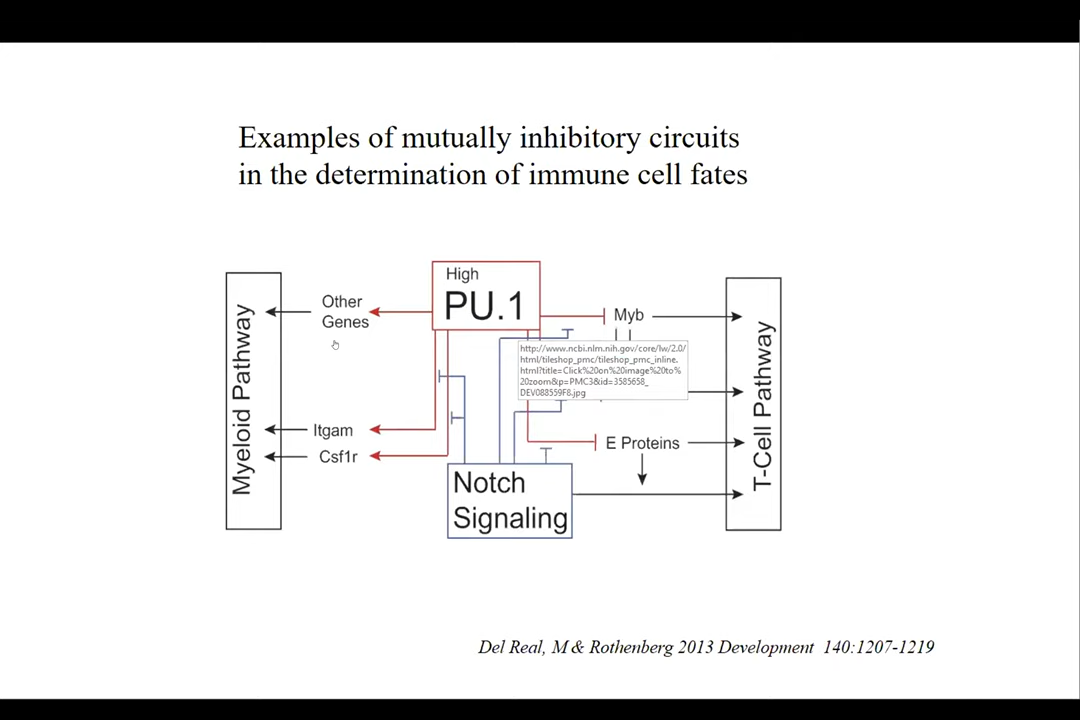 Examples of mutually inhibitory circuits
in the determination of immune cell fates
High
PU.1
Other
Genes
Myb
http://www.ncbi.nlm.nih.gov/core/lw/2.0/
html/tileshop_pmc/tileshop_pmc_inline.
html?title=Click%20on%20image%20to%
20zoom&p=PMC3&id=3585658_
DEV088559F8.jpg
Myeloid Pathway
T-Cell Pathway
Itgam
Csf1r
E Proteins
Notch
Signaling
Del Real, M & Rothenberg 2013 Development 140:1207-1219